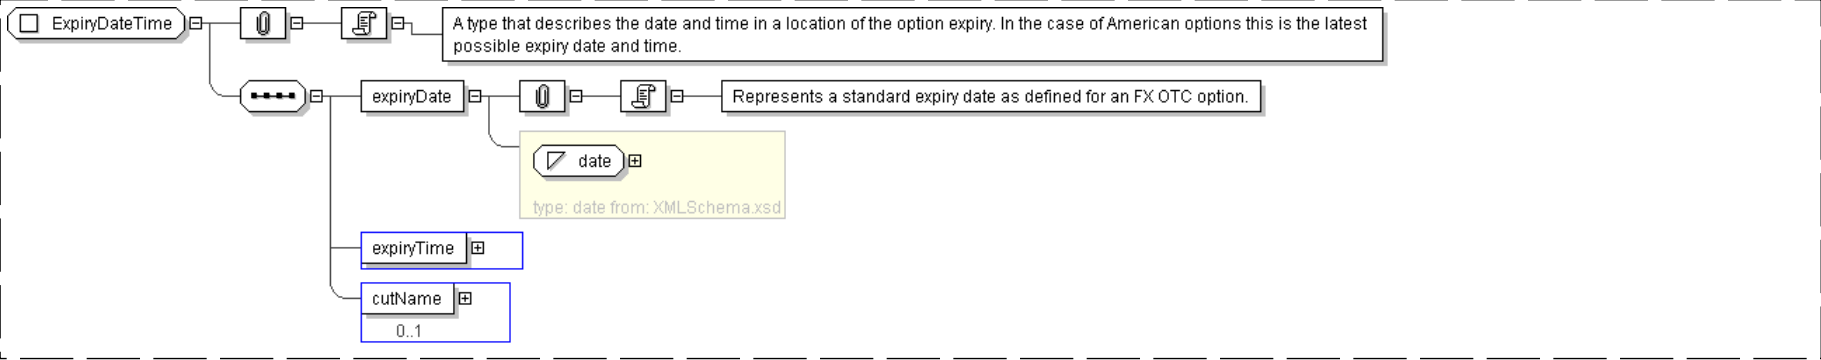 ExpiryDateTime
A type that describes the date and time in a location of the option expiry. In the case of American options this is the latest
possible expiry date and time.
expiryDate
Represents a standard expiry date as defined for an FX OTC option.
date
type: date from: XMLSchema.xsd
expiryTime
cutName
0..1